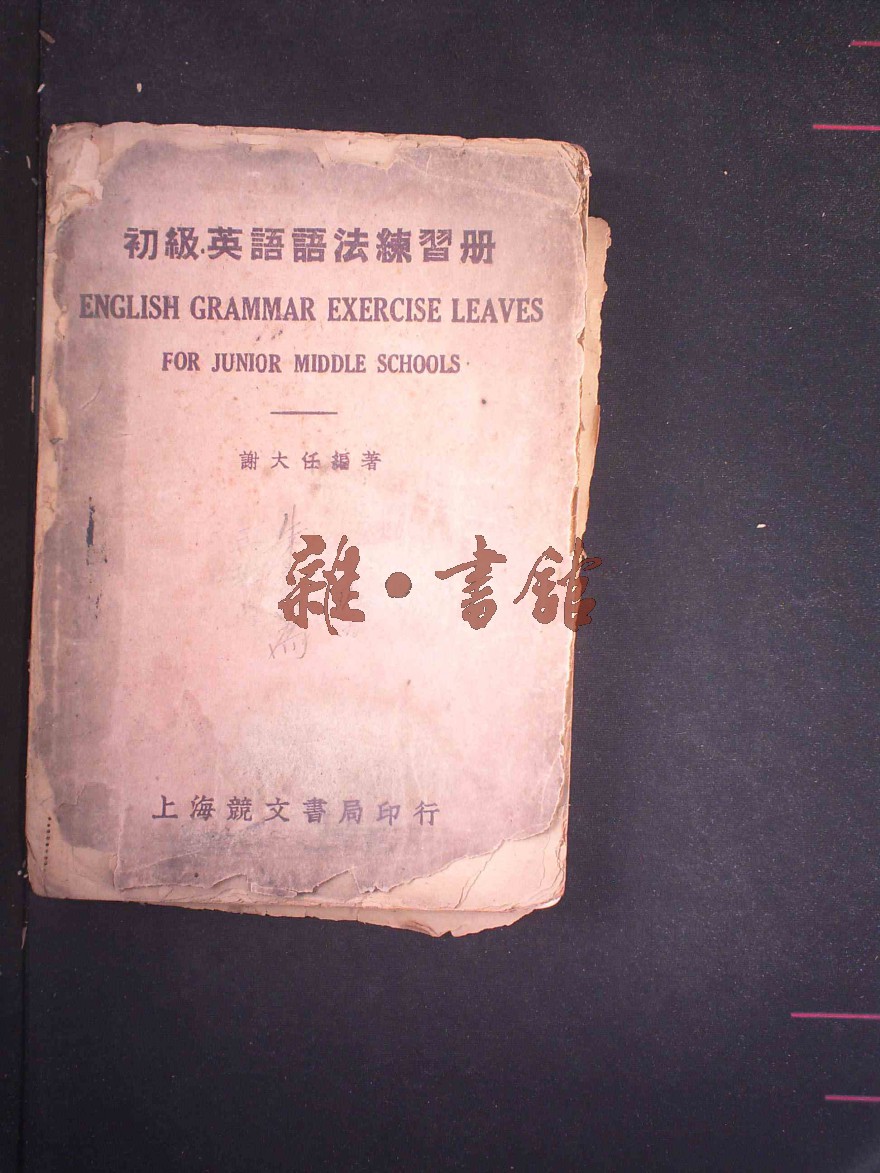 初級英語語法練習册
ENGLISH GRAMMAR EXERCISE LEAVES
FOR JUNIOR MIDDLE SCHOOLS
謝大任編著
雜·書館
上海競文書局印行